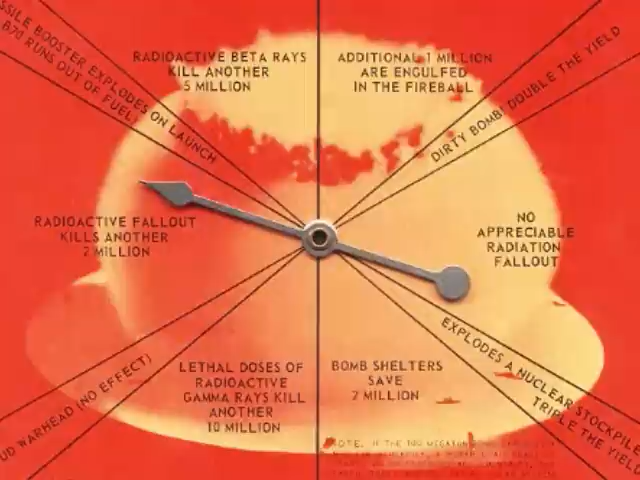 SSILE BOOSTER EXPLODES ON LAUNCH
B70 RUNS OUT OF FUEL)
RADIOACTIVE BETA RAYS
KILL ANOTHER
5 MILLION
ADDITIONAL 1 MILLION
ARE ENGULFED
IN THE FIREBALL
DIRTY BOMB! DOUBLE THE YIELD
RADIOACTIVE FALLOUT
KILLS ANOTHER
2 MILLION
NO
APPRECIABLE
RADIATION
FALLOUT
UD WARHEAD (NO EFFECT)
LETHAL DOSES OF
RADIOACTIVE
GAMMA RAYS KILL
ANOTHER
10 MILLION
BOMB SHELTERS
SAVE
2 MILLION
EXPLODES A NUCLEAR STOCKPILE
TRIPLE THE YIELD
NOTE: IF THE 100 MEGATON